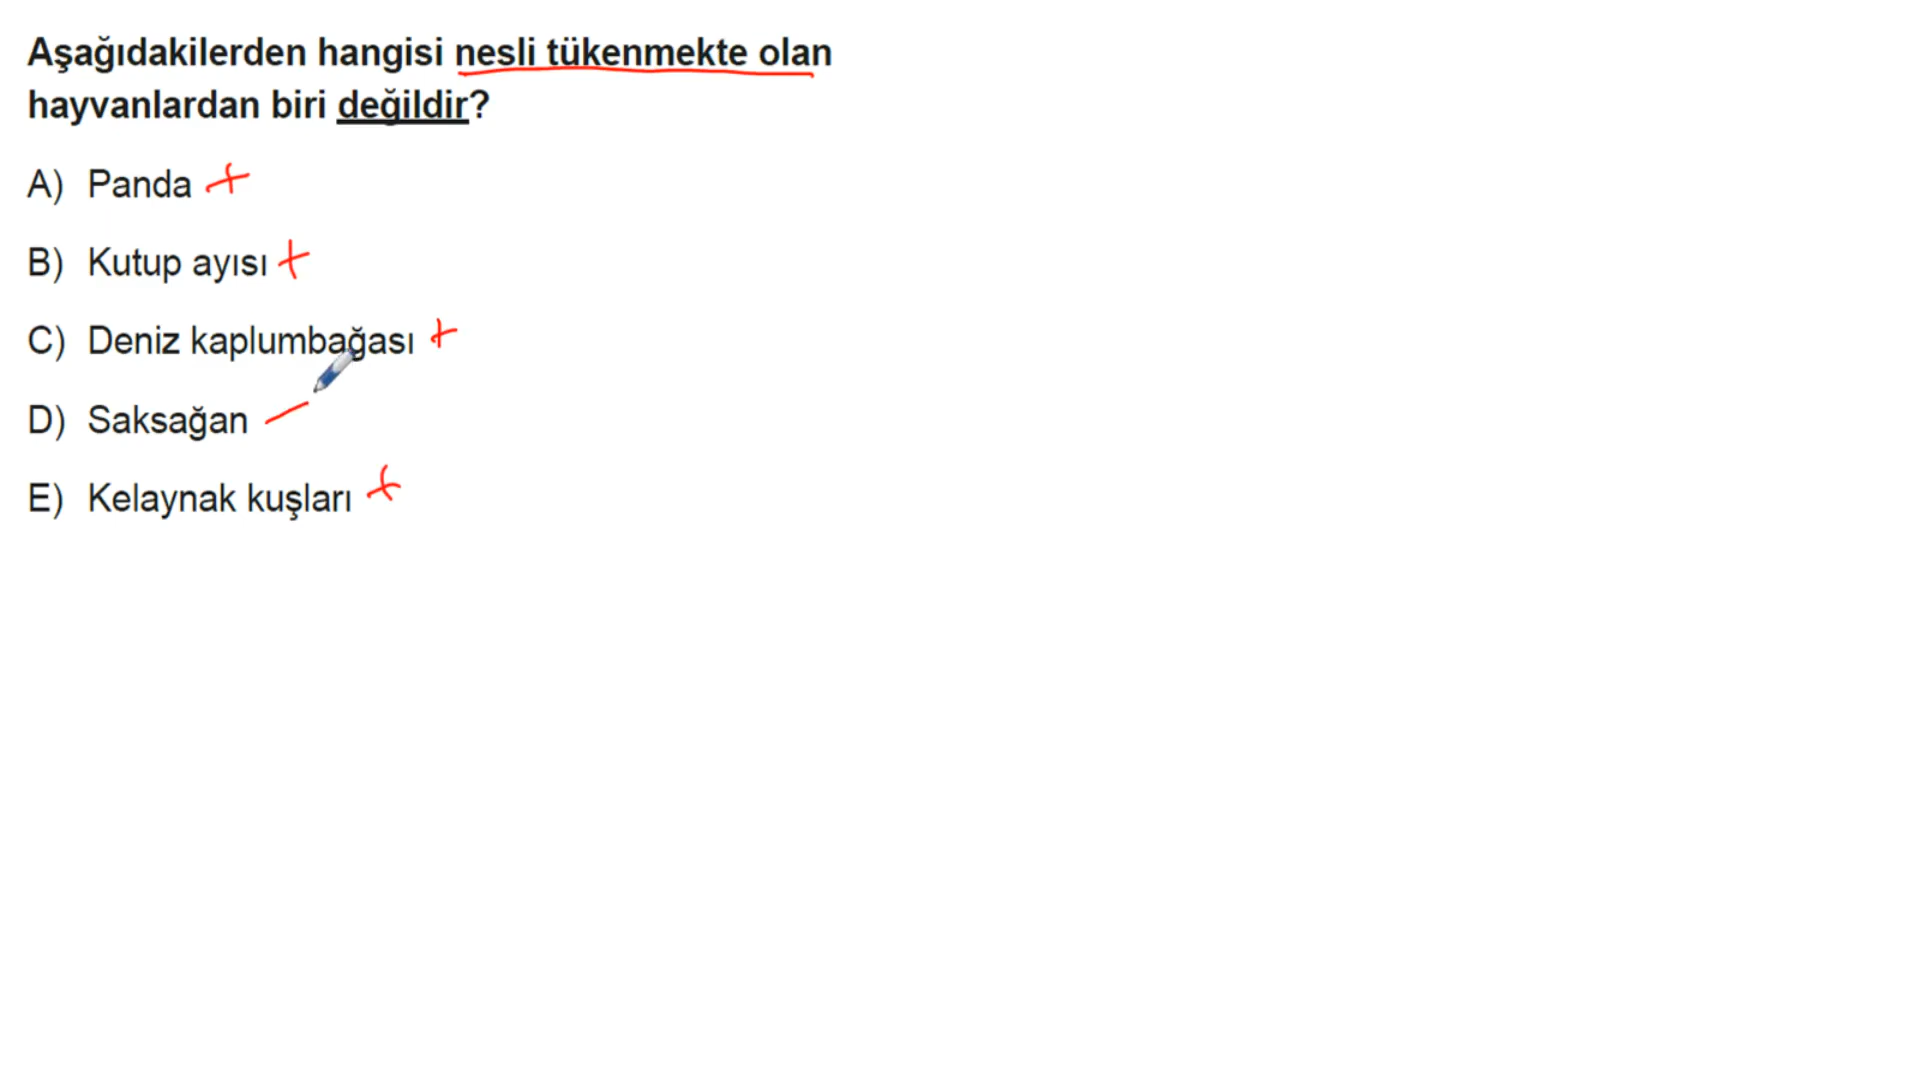 Aşağıdakilerden hangisi nesli tükenmekte olan
hayvanlardan biri değildir?
A) Panda +
B) Kutup ayısı +
C) Deniz kaplumbağası +
D) Saksağan -
E) Kelaynak kuşları +